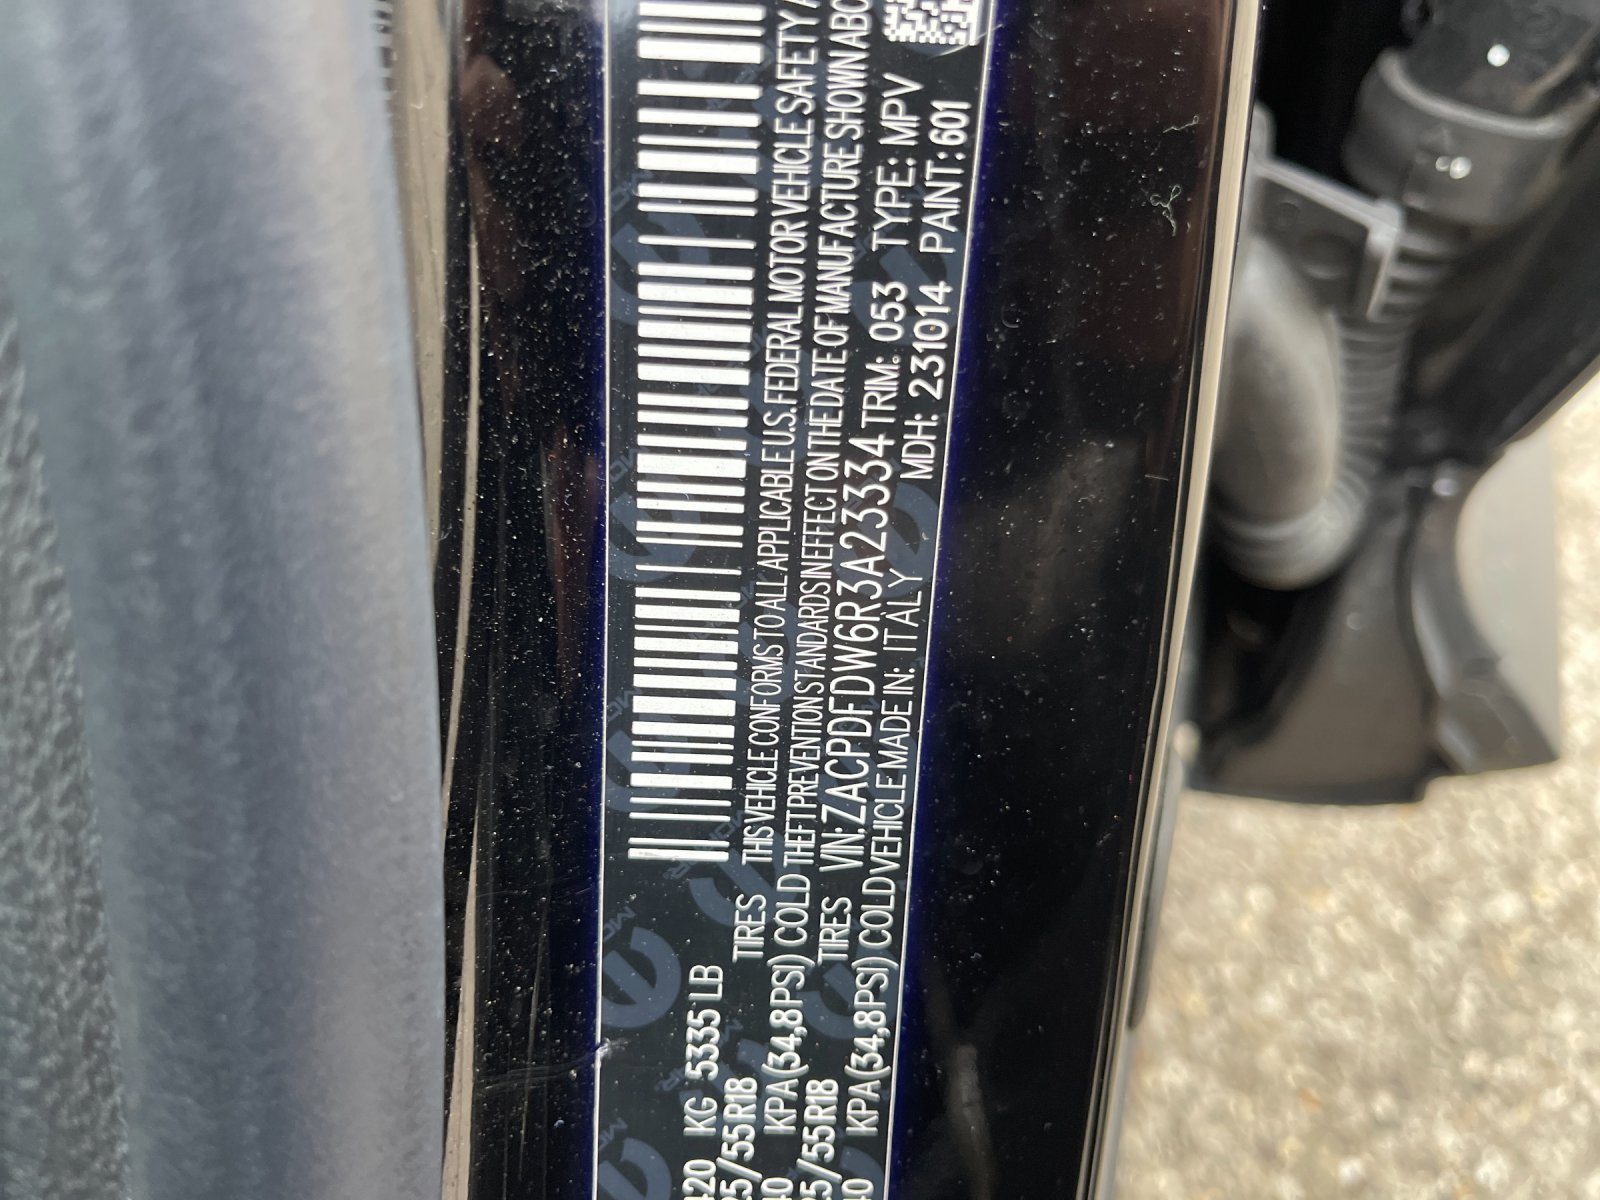 420 KG 5335 LB
25/55R18 TIRES
40 KPA(34,8PSI) COLD
25/55R18 TIRES
40 KPA(34,8PSI) COLD
THIS VEHICLE CONFORMS TO ALL APPLICABLE U.S. FEDERAL MOTOR VEHICLE SAFETY
THEFT PREVENTION STANDARDS IN EFFECT ON THE DATE OF MANUFACTURE SHOWN ABO
VIN: ZACPDFDW6R3A23334 TRIM: 053 TYPE: MPV
VEHICLE MADE IN: ITALY MDH: 231014 PAINT: 601